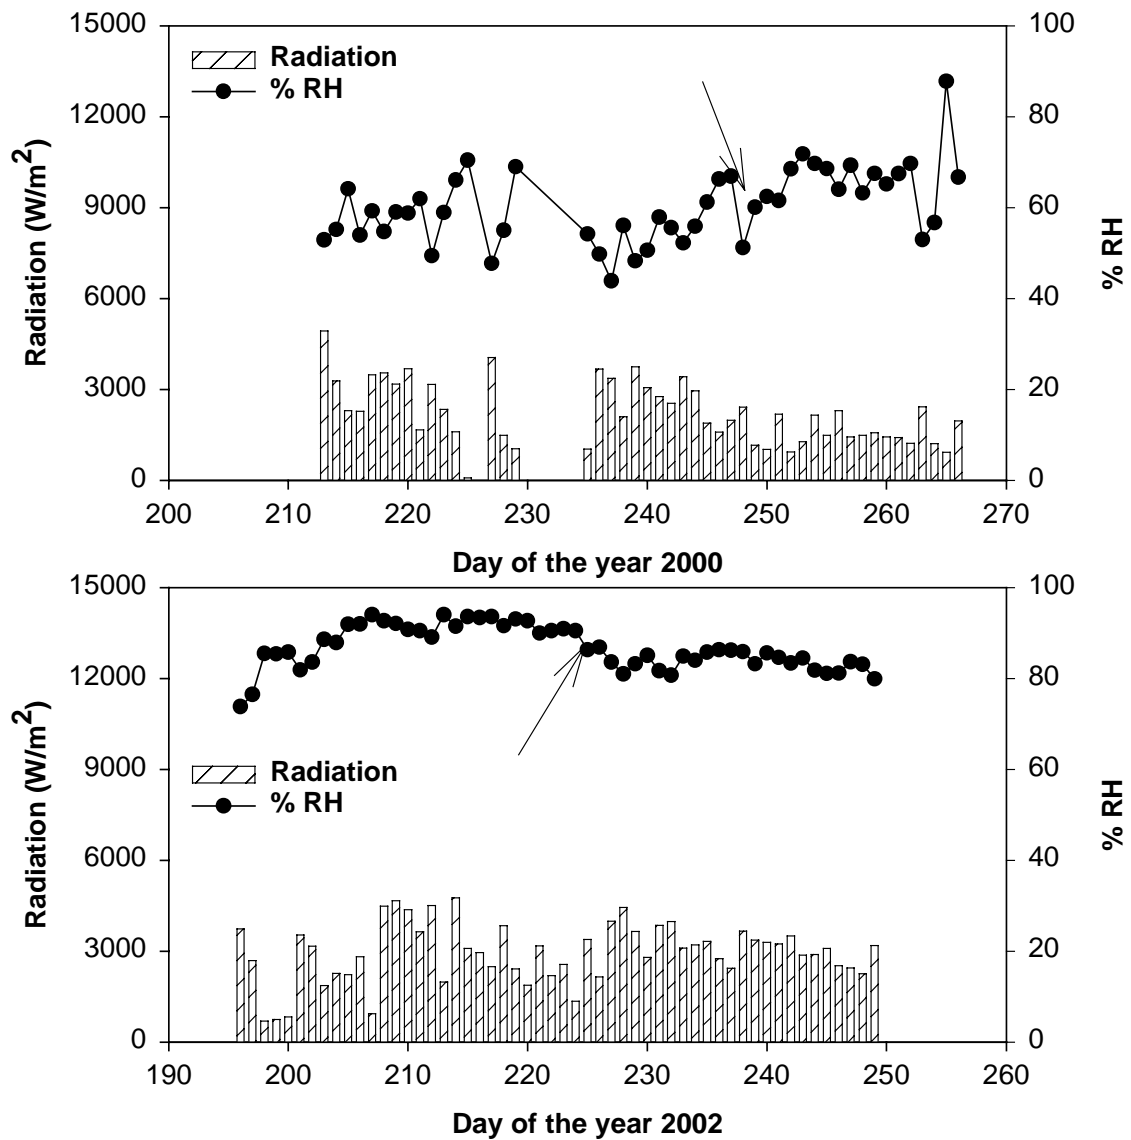 15000
12000
9000
6000
3000
0
Radiation (W/m2)
Radiation
% RH
100
80
60
40
20
0
% RH
200 210 220 230 240 250 260 270
Day of the year 2000
15000
12000
9000
6000
3000
0
Radiation (W/m2)
Radiation
% RH
100
80
60
40
20
0
% RH
190 200 210 220 230 240 250 260
Day of the year 2002